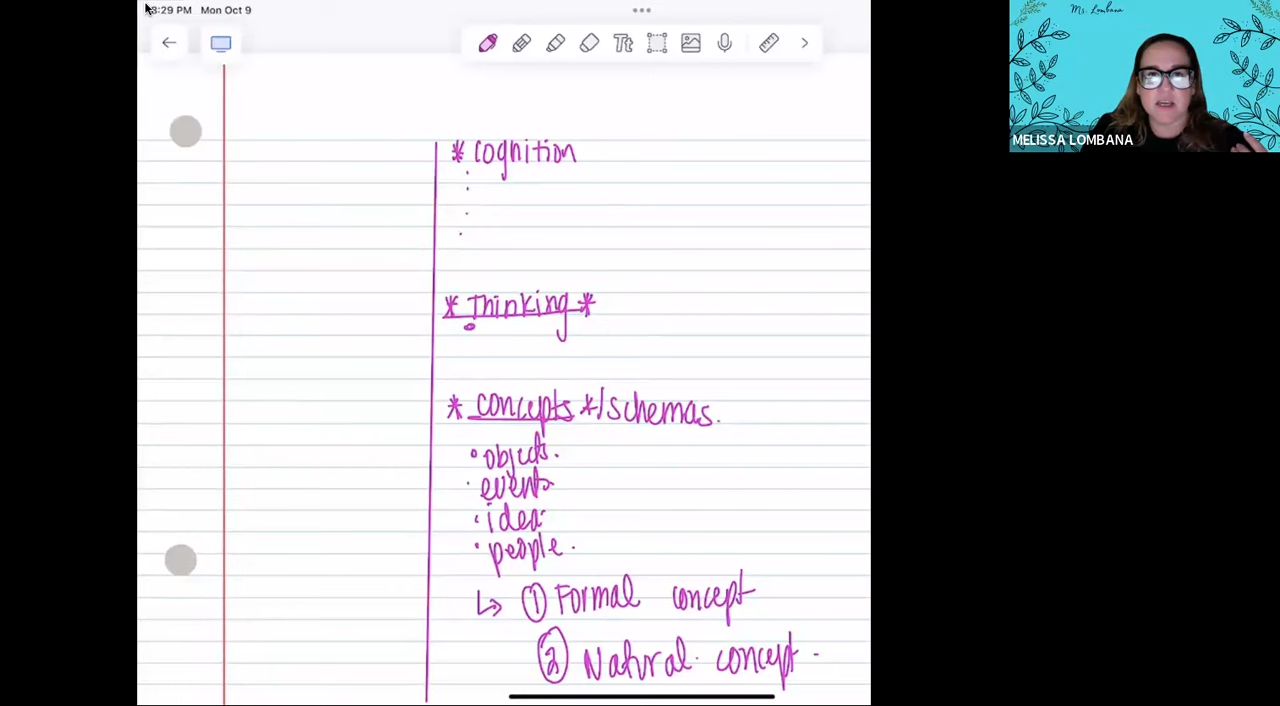 3:29 PM Mon Oct 9
Tt
Ms. Lombana
MELISSA LOMBANA
* cognition
* Thinking *
* concepts */schemas.
• objects.
• events
• idea.
• people.
↳ ① Formal concept
② Natural concept.